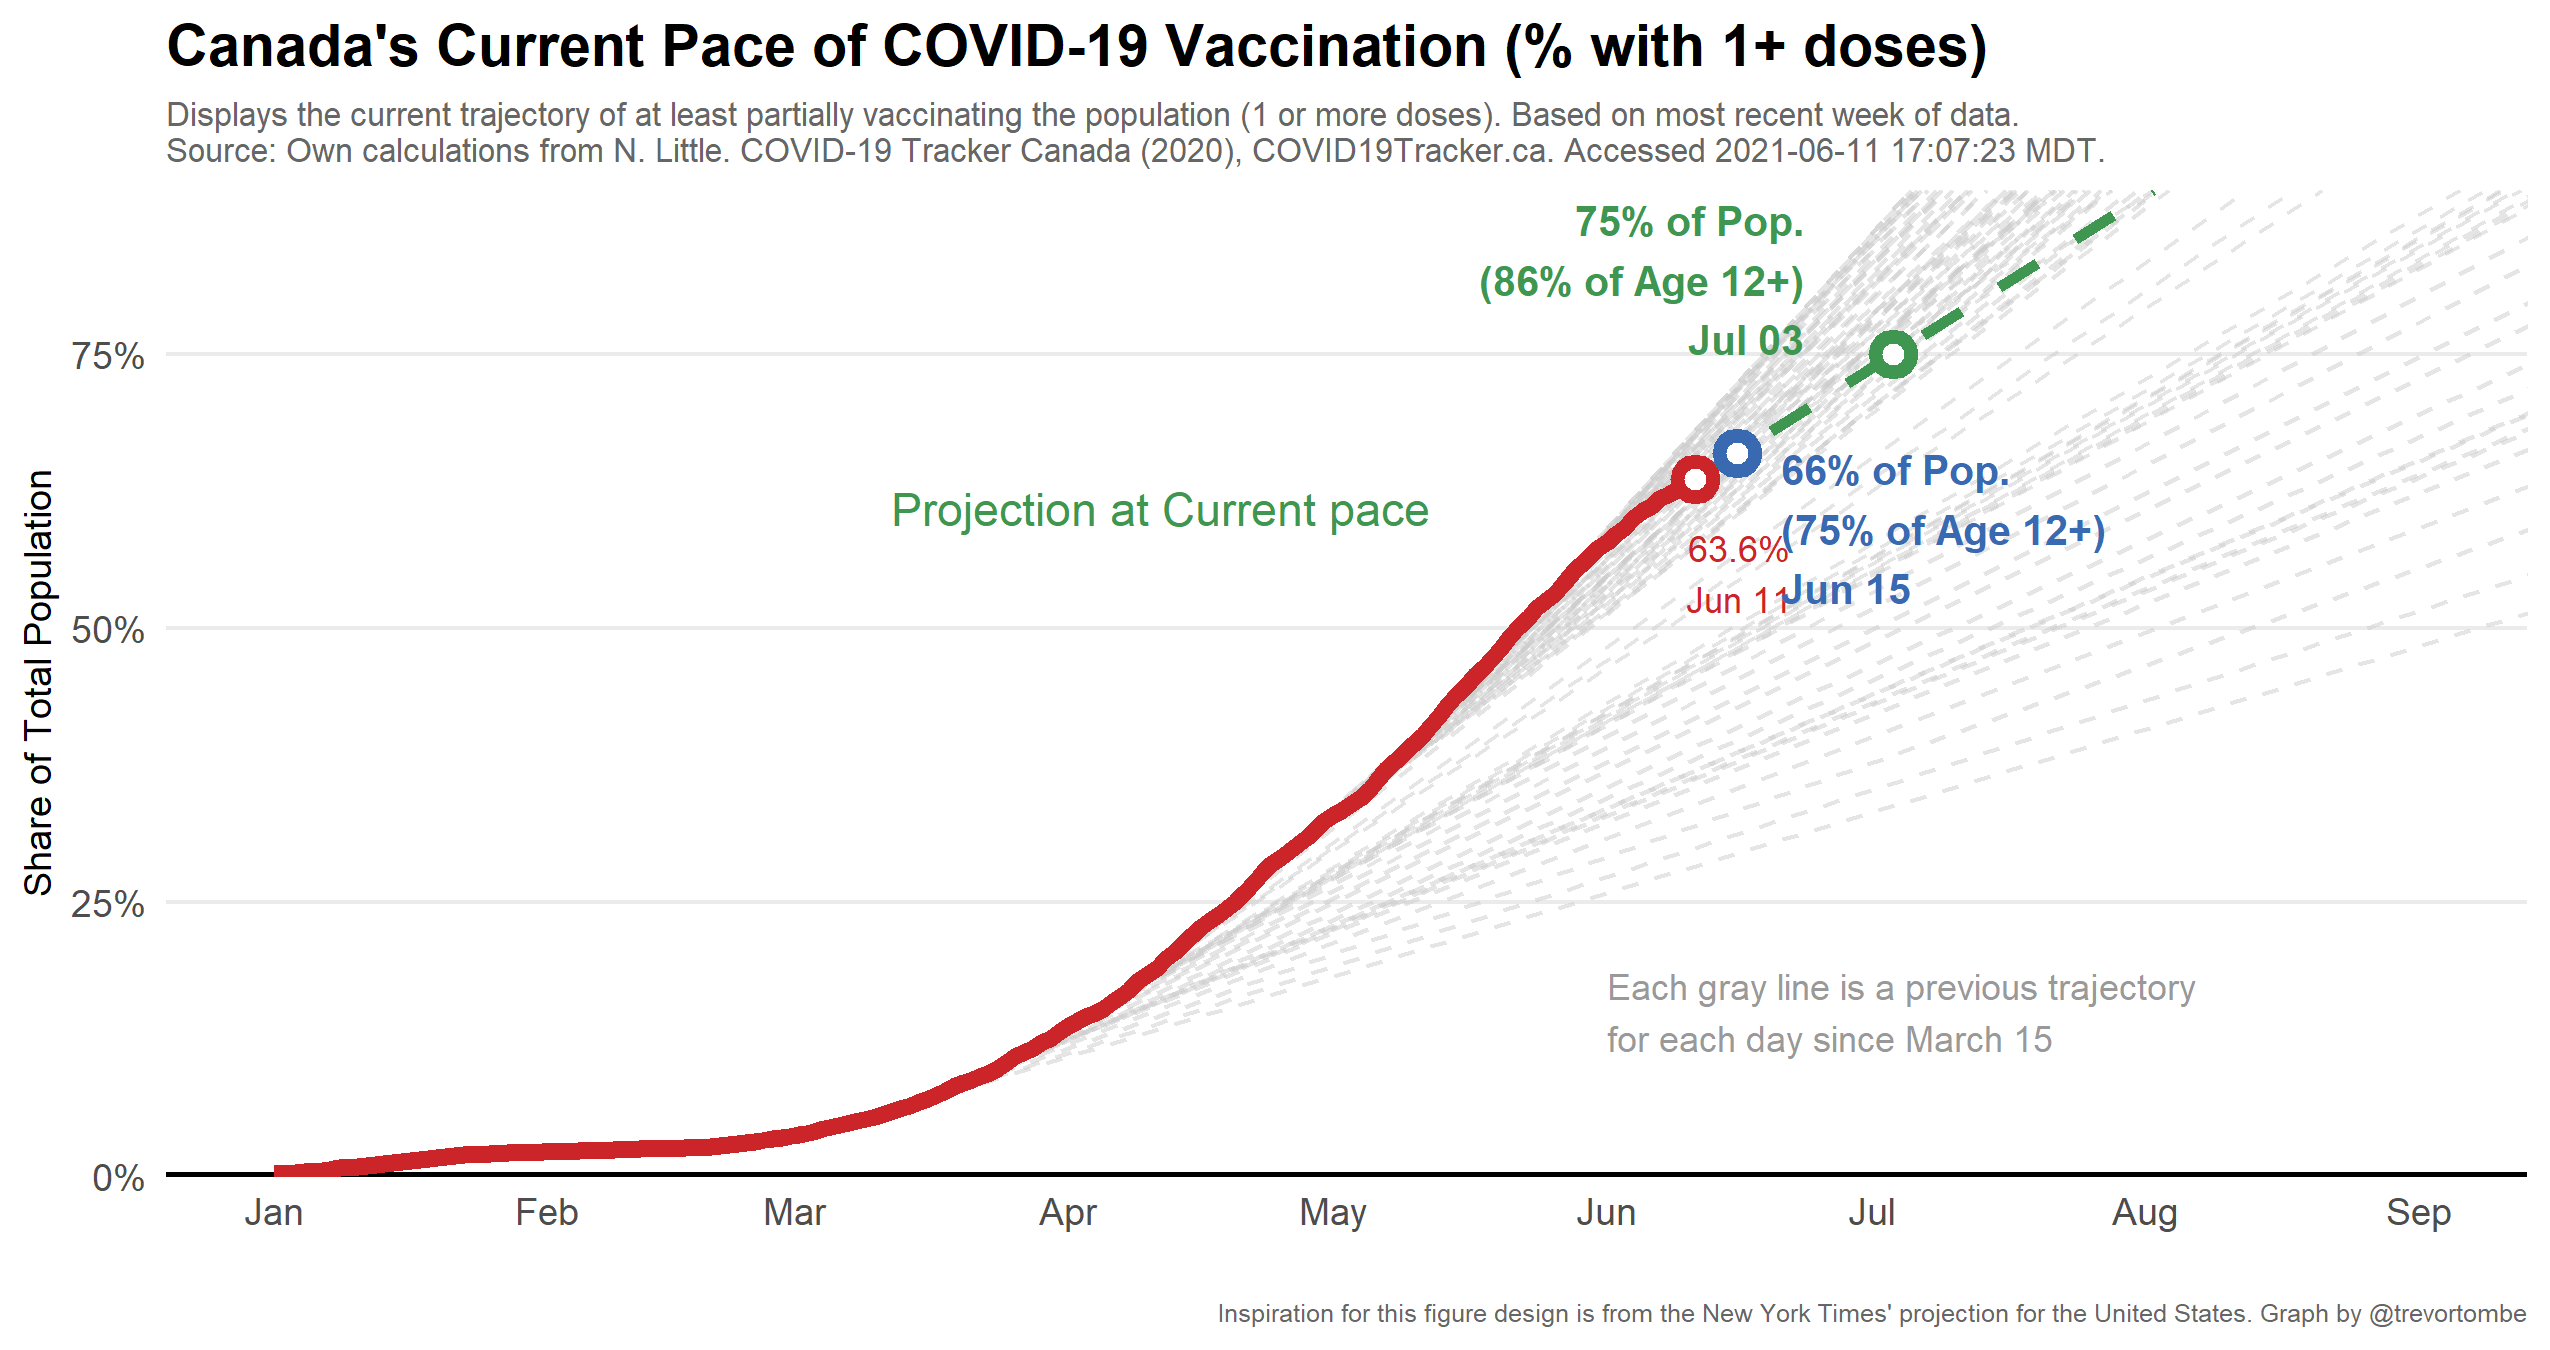 Canada's Current Pace of COVID-19 Vaccination (% with 1+ doses)
Displays the current trajectory of at least partially vaccinating the population (1 or more doses). Based on most recent week of data.
Source: Own calculations from N. Little. COVID-19 Tracker Canada (2020), COVID19Tracker.ca. Accessed 2021-06-11 17:07:23 MDT.
75% of Pop.
(86% of Age 12+)
Jul 03
Projection at Current pace
66% of Pop.
(75% of Age 12+)
Jun 15
63.6%
Jun 11
Each gray line is a previous trajectory
for each day since March 15
Share of Total Population
75%
50%
25%
0%
Jan Feb Mar Apr May Jun Jul Aug Sep
Inspiration for this figure design is from the New York Times' projection for the United States. Graph by @trevortombe